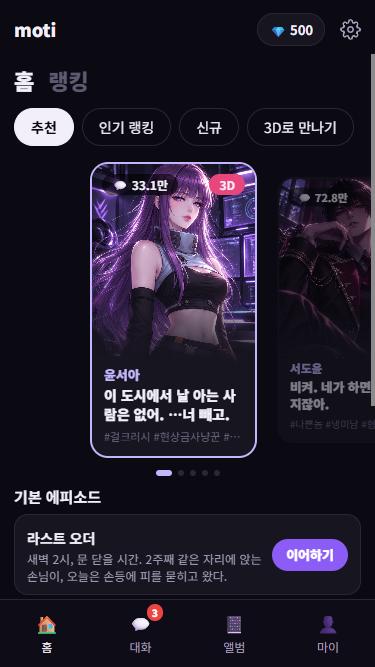 moti
500
홈 랭킹
추천 인기 랭킹 신규 3D로 만나기
33.1만 3D
윤서아
이 도시에서 날 아는 사
람은 없어. …너 빼고.
#걸크러시 #현상금사냥꾼 #…
72.8만
서도윤
비켜. 네가 하면
지잖아.
#나쁜놈 #냉미남
기본 에피소드
라스트 오더
새벽 2시, 문 닫을 시간. 2주째 같은 자리에 앉는
손님이, 오늘은 손등에 피를 묻히고 왔다.
이어하기
3
홈 대화 앨범 마이